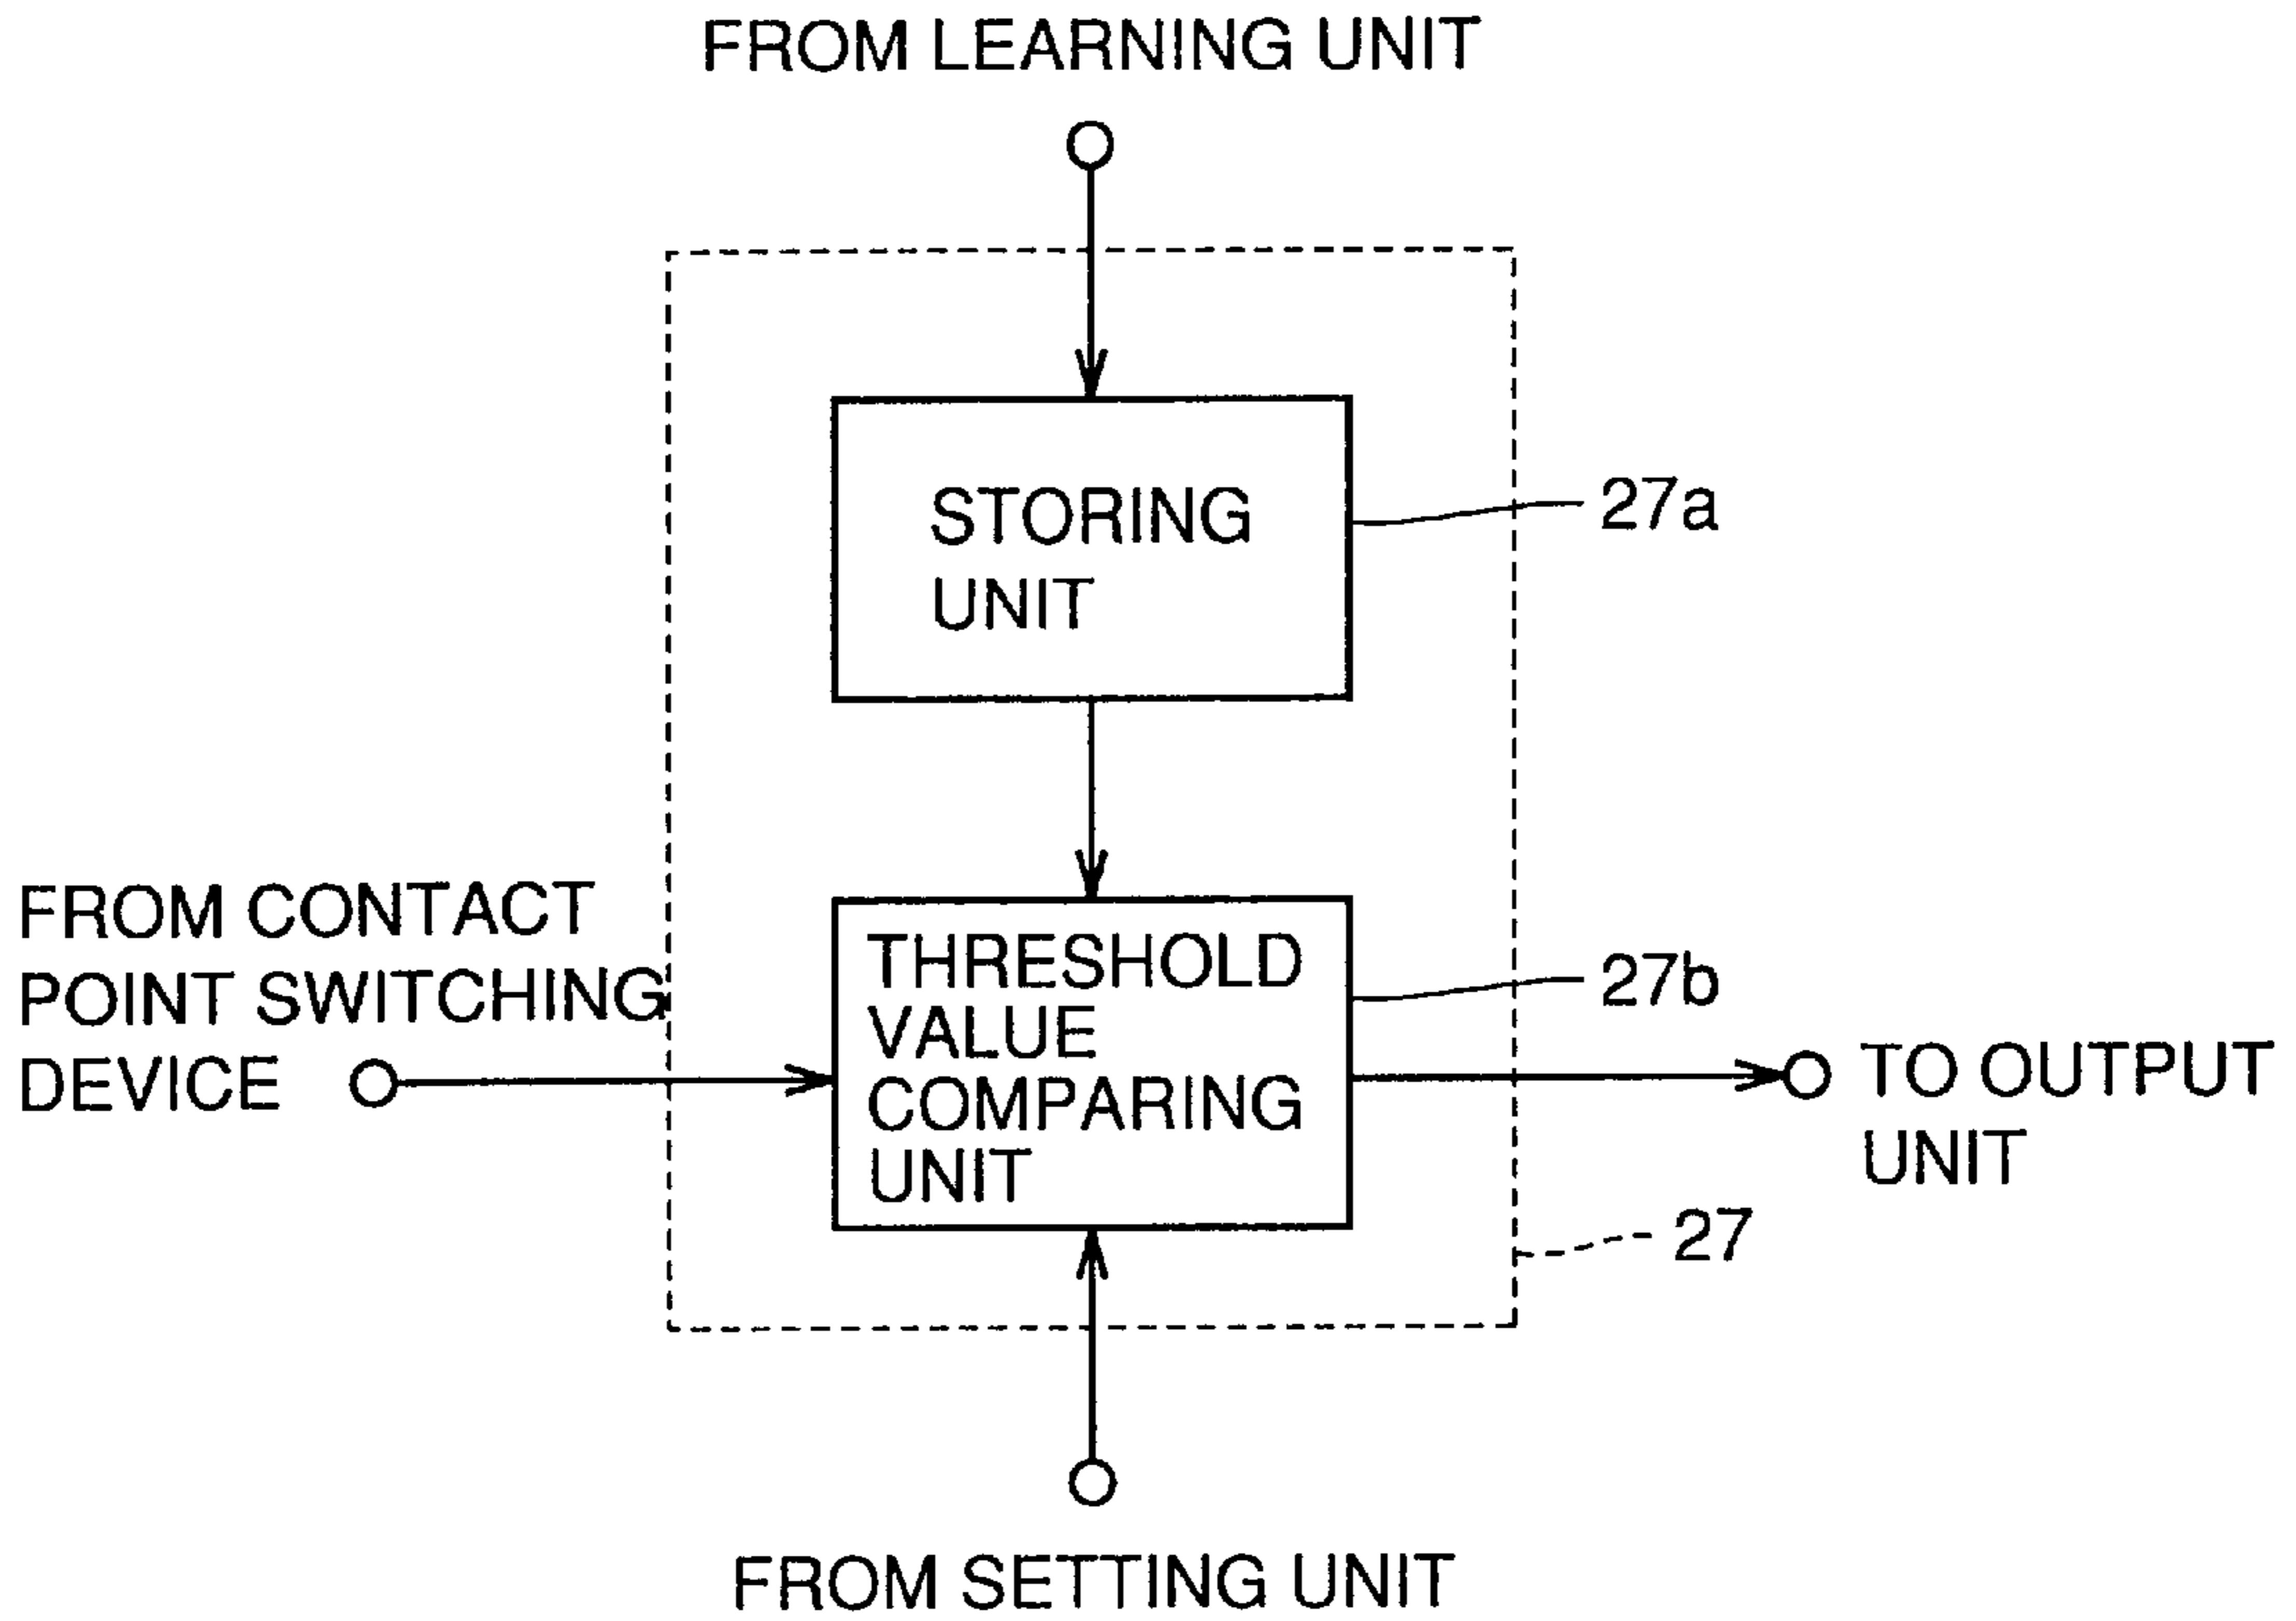 FROM LEARNING UNIT
STORING
UNIT
27a
FROM CONTACT
POINT SWITCHING
DEVICE
THRESHOLD
VALUE
COMPARING
UNIT
27b
TO OUTPUT
UNIT
27
FROM SETTING UNIT